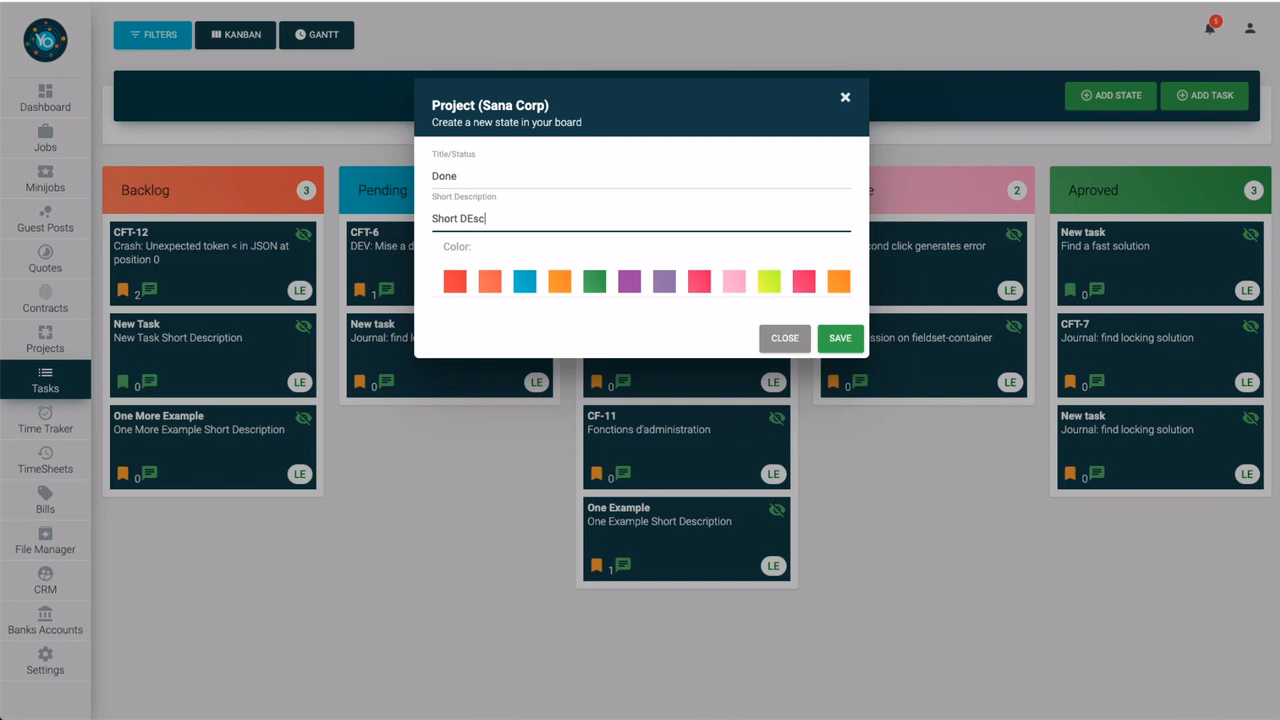 YO
FILTERS
KANBAN
GANTT
5
Dashboard
Jobs
Minijobs
Guest Posts
Quotes
Contracts
Projects
Tasks
Time Traker
TimeSheets
Bills
File Manager
CRM
Banks Accounts
Settings
ADD STATE
ADD TASK
Project (Sana Corp)
Create a new state in your board
Title/Status
Done
Short Description
Short DEsc
Color:
CLOSE
SAVE
Backlog
3
CFT-12
Crash: Unexpected token < in JSON at
position 0
2
LE
New Task
New Task Short Description
0
LE
One More Example
One More Example Short Description
0
LE
Pending
CFT-6
DEV: Mise a d
1
New task
Journal: find l
0
LE
0
LE
CF-11
Fonctions d'administration
0
LE
One Example
One Example Short Description
1
LE
e
2
ond click generates error
LE
ssion on fieldset-container
0
LE
Aproved
3
New task
Find a fast solution
0
LE
CFT-7
Journal: find locking solution
0
LE
New task
Journal: find locking solution
0
LE